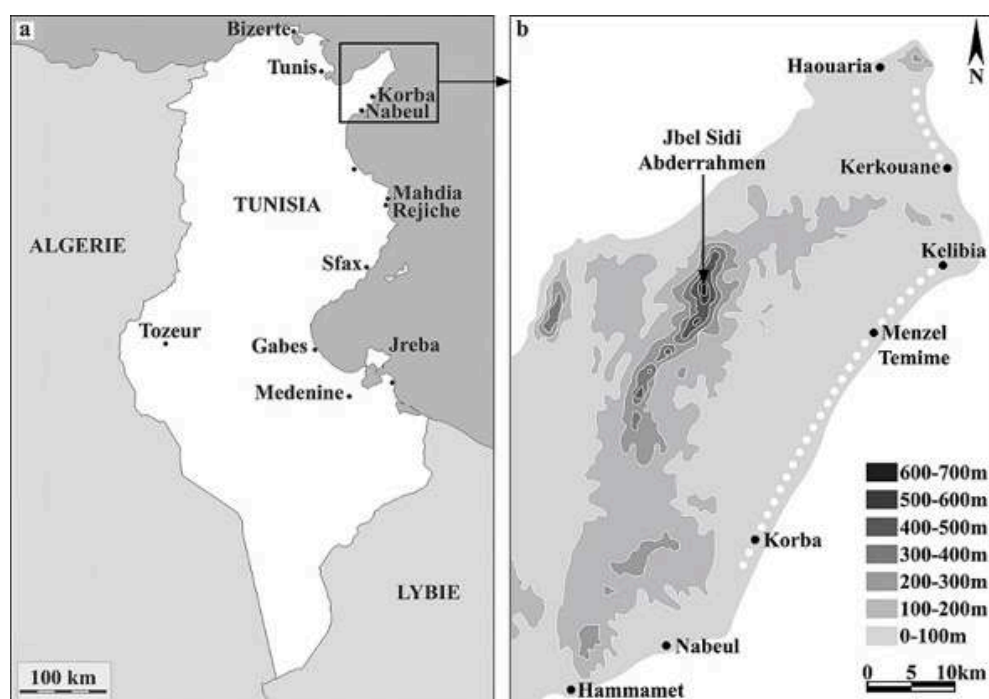 a
Bizerte
Tunis
Korba
Nabeul
Mahdia
Rejiche
TUNISIA
ALGERIE
Sfax
Tozeur
Gabes
Jreba
Medenine
LYBIE
100 km
b
N
Haouaria
Jbel Sidi
Abderrahmen
Kerkouane
Kelibia
Menzel
Temime
Korba
Nabeul
Hammamet
600-700m
500-600m
400-500m
300-400m
200-300m
100-200m
0-100m
0 5 10km